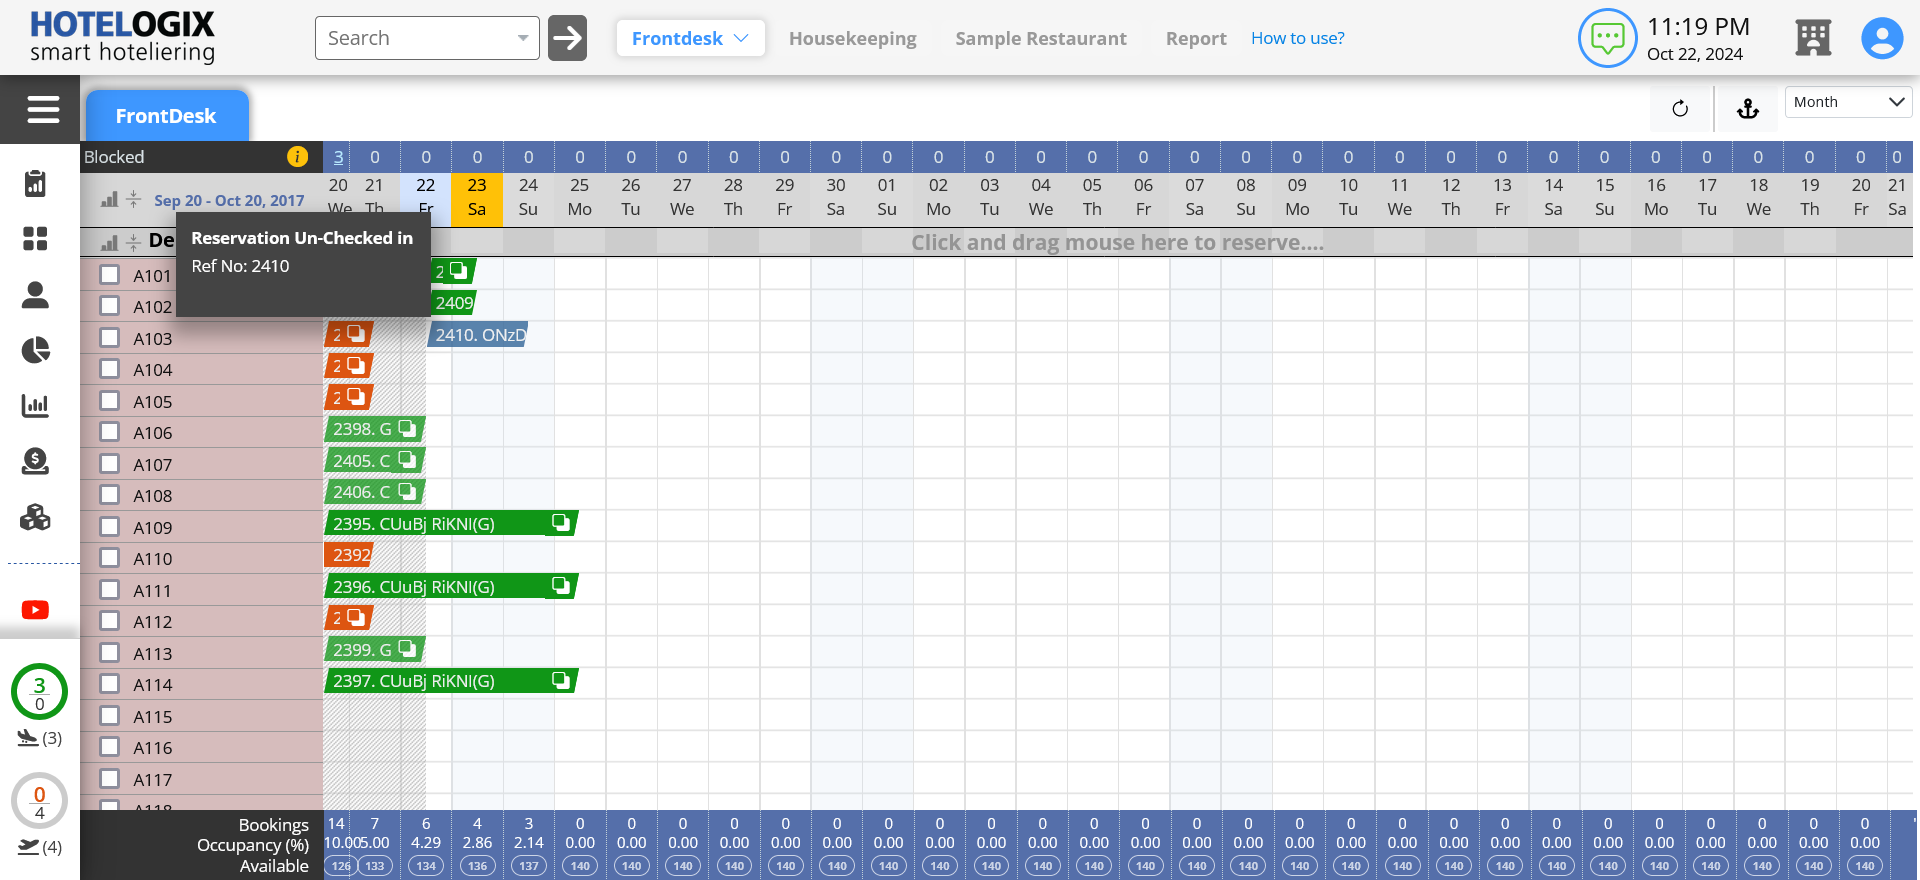 HOTELOGIX
smart hoteliering
Search
Frontdesk
Housekeeping
Sample Restaurant
Report
How to use?
11:19 PM
Oct 22, 2024
FrontDesk
Month
Blocked 3 0 0 0 0 0 0 0 0 0 0 0 0 0 0 0 0 0 0 0 0 0 0 0 0 0 0 0 0 0 0 0
Sep 20 - Oct 20, 2017
20 21 22 23 24 25 26 27 28 29 30 01 02 03 04 05 06 07 08 09 10 11 12 13 14 15 16 17 18 19 20 21
We Th Fr Sa Su Mo Tu We Th Fr Sa Su Mo Tu We Th Fr Sa Su Mo Tu We Th Fr Sa Su Mo Tu We Th Fr Sa
De
Click and drag mouse here to reserve....
Reservation Un-Checked in
Ref No: 2410
A101 2
A102 2409
A103 2 2410. ONzD
A104 2
A105 2
A106 2398. G
A107 2405. C
A108 2406. C
A109 2395. CUuBj RiKNI(G)
A110 2392
A111 2396. CUuBj RiKNI(G)
A112 2
A113 2399. G
A114 2397. CUuBj RiKNI(G)
A115
A116
A117
A118
3
0
(3)
0
4
(4)
Bookings 14 7 6 4 3 0 0 0 0 0 0 0 0 0 0 0 0 0 0 0 0 0 0 0 0 0 0 0 0 0 0
Occupancy (%) 10.00 5.00 4.29 2.86 2.14 0.00 0.00 0.00 0.00 0.00 0.00 0.00 0.00 0.00 0.00 0.00 0.00 0.00 0.00 0.00 0.00 0.00 0.00 0.00 0.00 0.00 0.00 0.00 0.00 0.00 0.00
Available 126 133 134 136 137 140 140 140 140 140 140 140 140 140 140 140 140 140 140 140 140 140 140 140 140 140 140 140 140 140 140